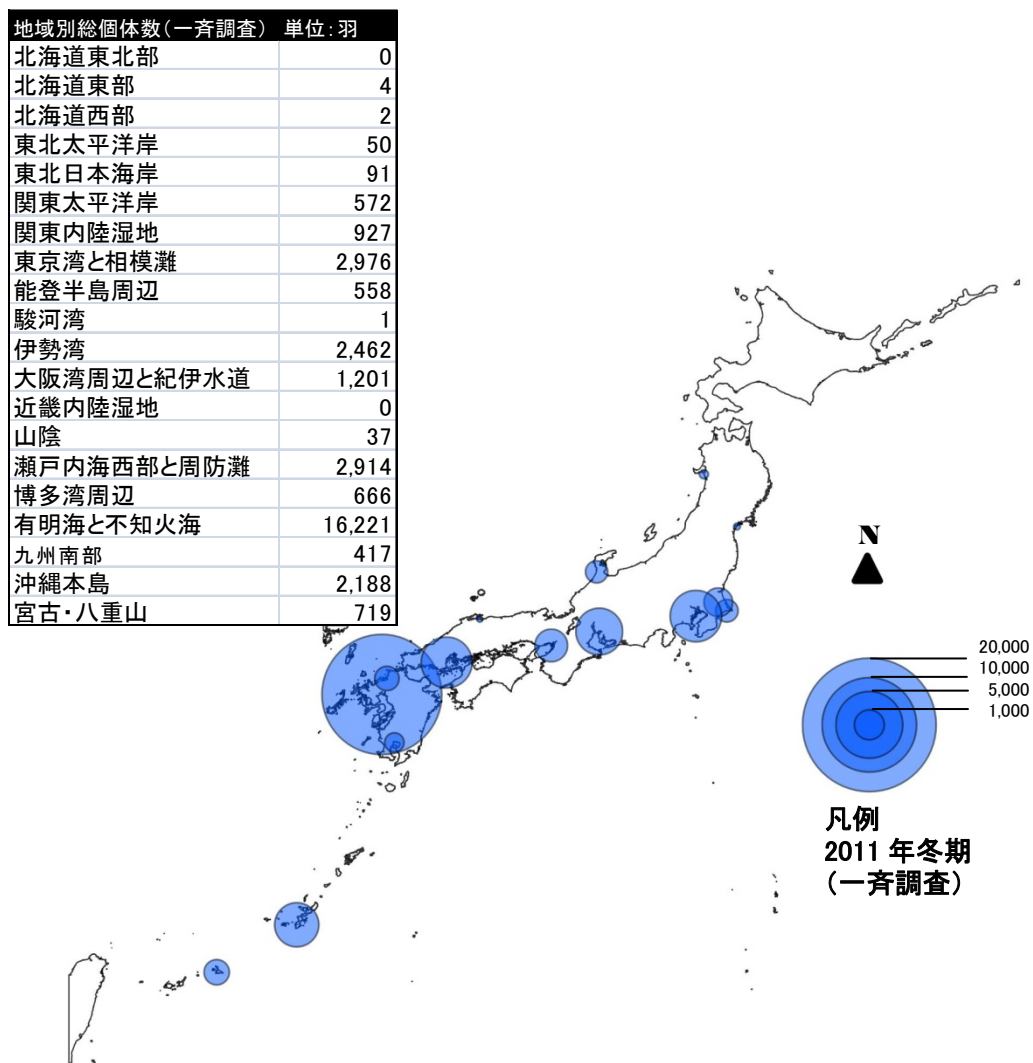 地域別総個体数(一斉調査) 単位:羽
北海道東北部 0
北海道東部 4
北海道西部 2
東北太平洋岸 50
東北日本海岸 91
関東太平洋岸 572
関東内陸湿地 927
東京湾と相模灘 2,976
能登半島周辺 558
駿河湾 1
伊勢湾 2,462
大阪湾周辺と紀伊水道 1,201
近畿内陸湿地 0
山陰 37
瀬戸内海西部と周防灘 2,914
博多湾周辺 666
有明海と不知火海 16,221
九州南部 417
沖縄本島 2,188
宮古・八重山 719
N
20,000
10,000
5,000
1,000
凡例
2011 年冬期
(一斉調査)